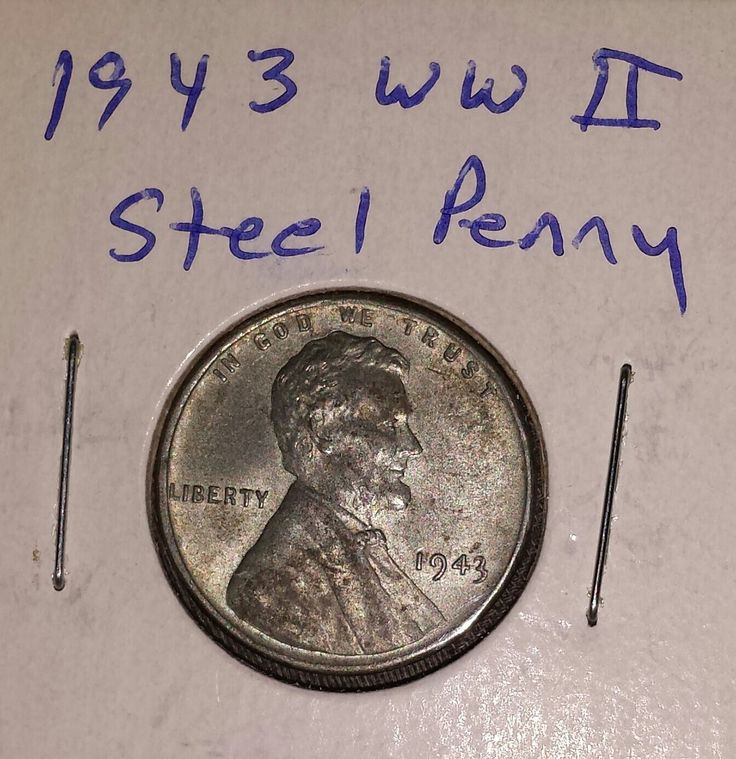 1943 WW II
Steel Penny
IN GOD WE TRUST
LIBERTY
1943